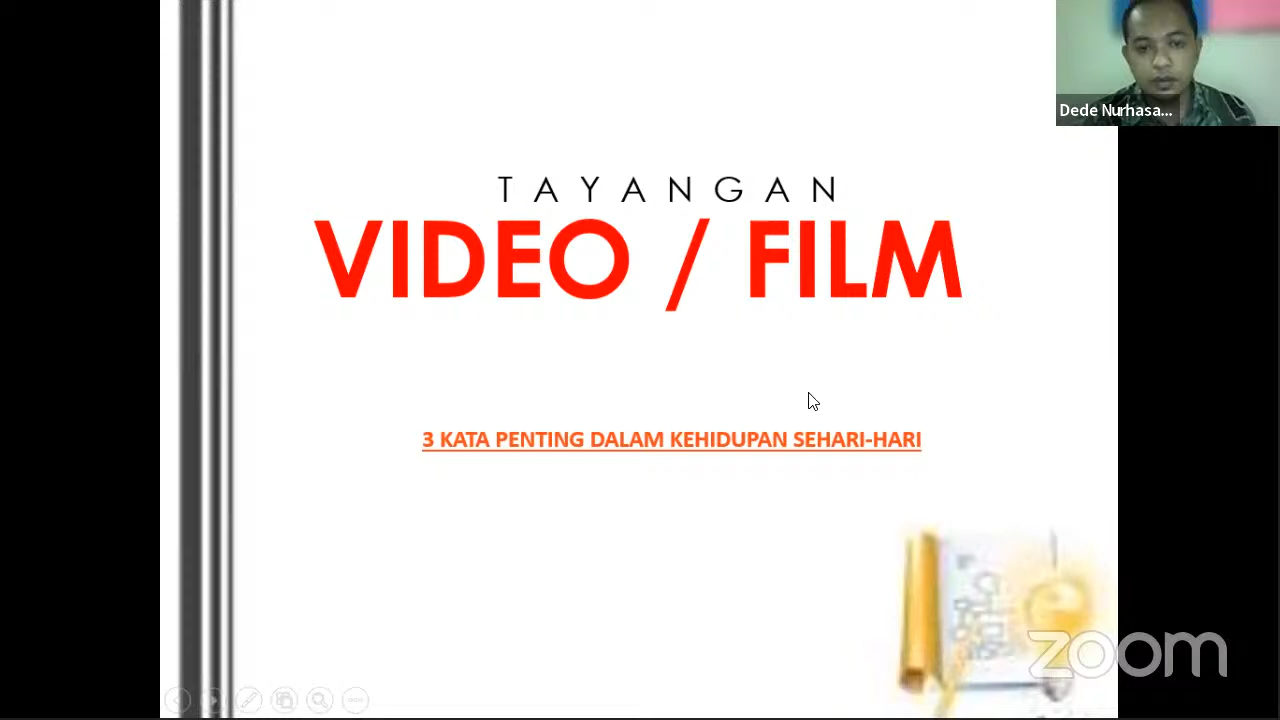 Dede Nurhasa...
TAYANGAN
VIDEO / FILM
3 KATA PENTING DALAM KEHIDUPAN SEHARI-HARI
zoom